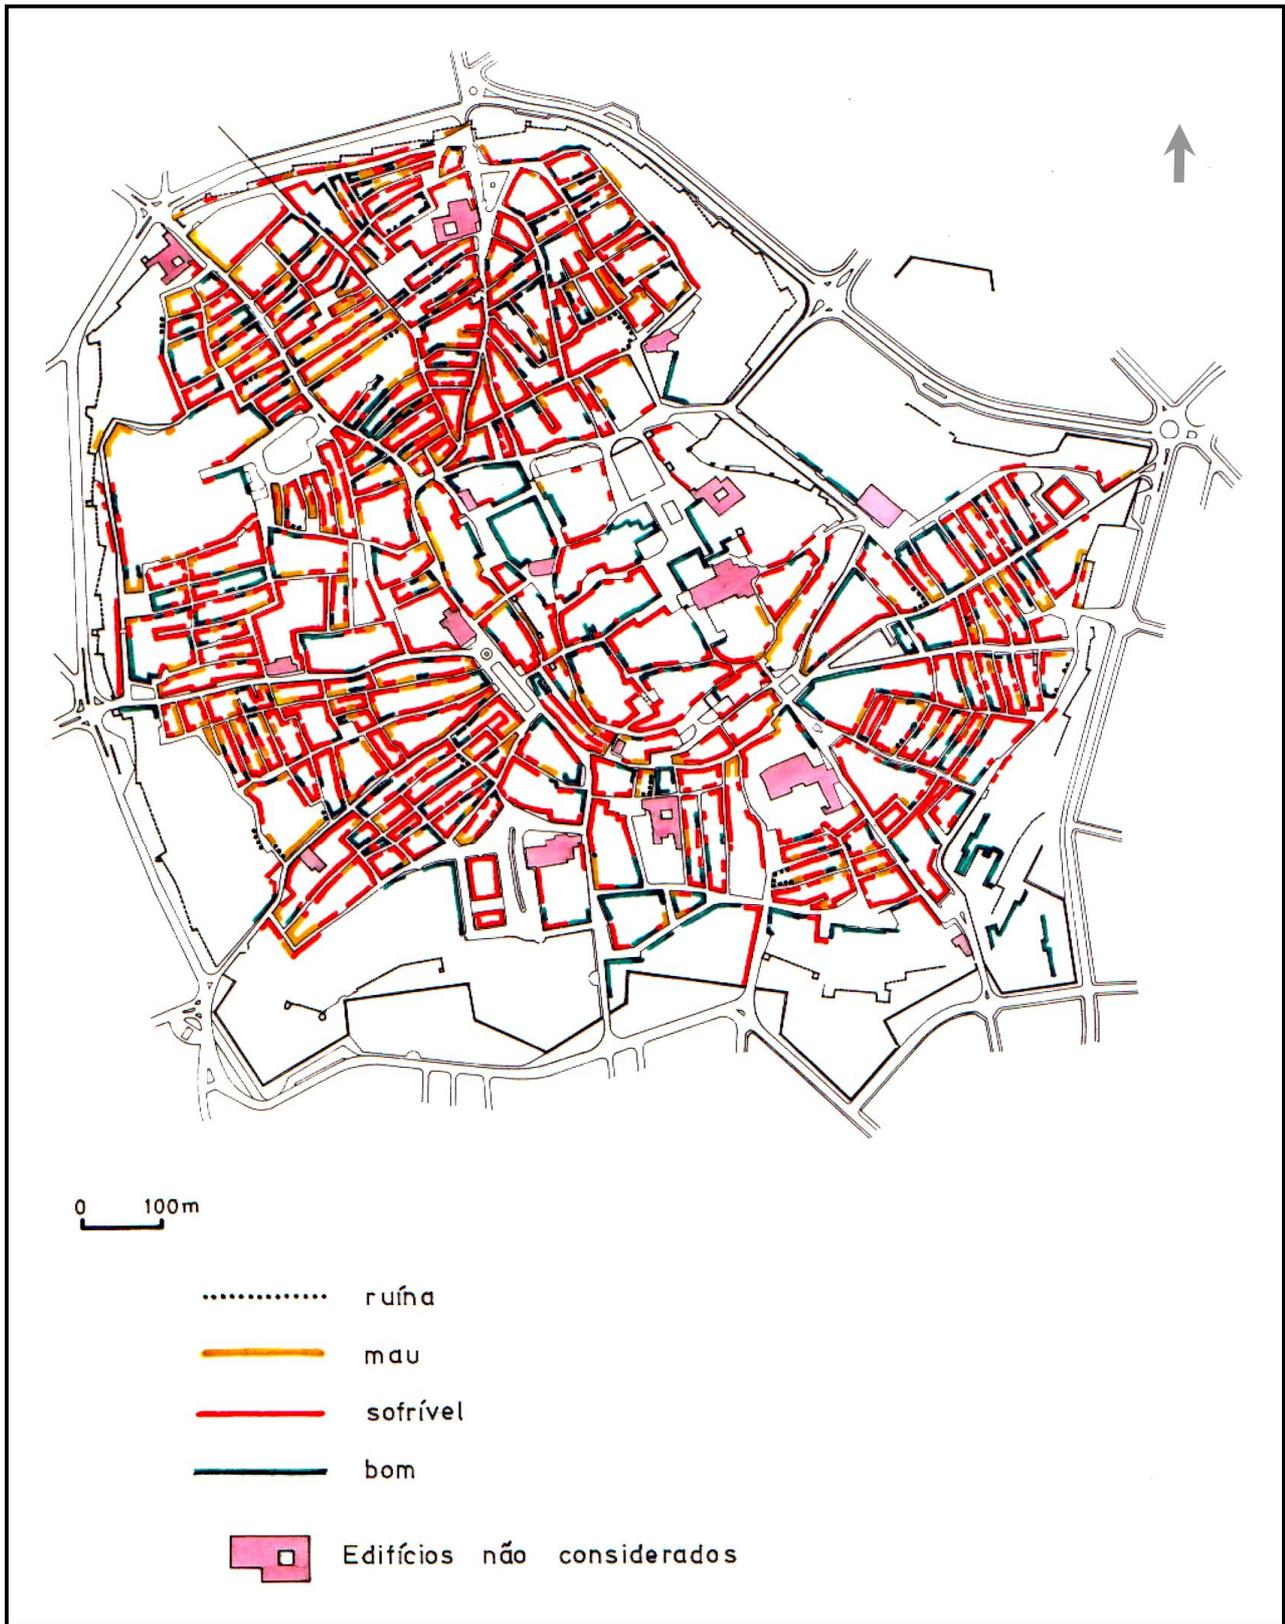 0 100m
ruína
mau
sofrível
bom
Edifícios não considerados